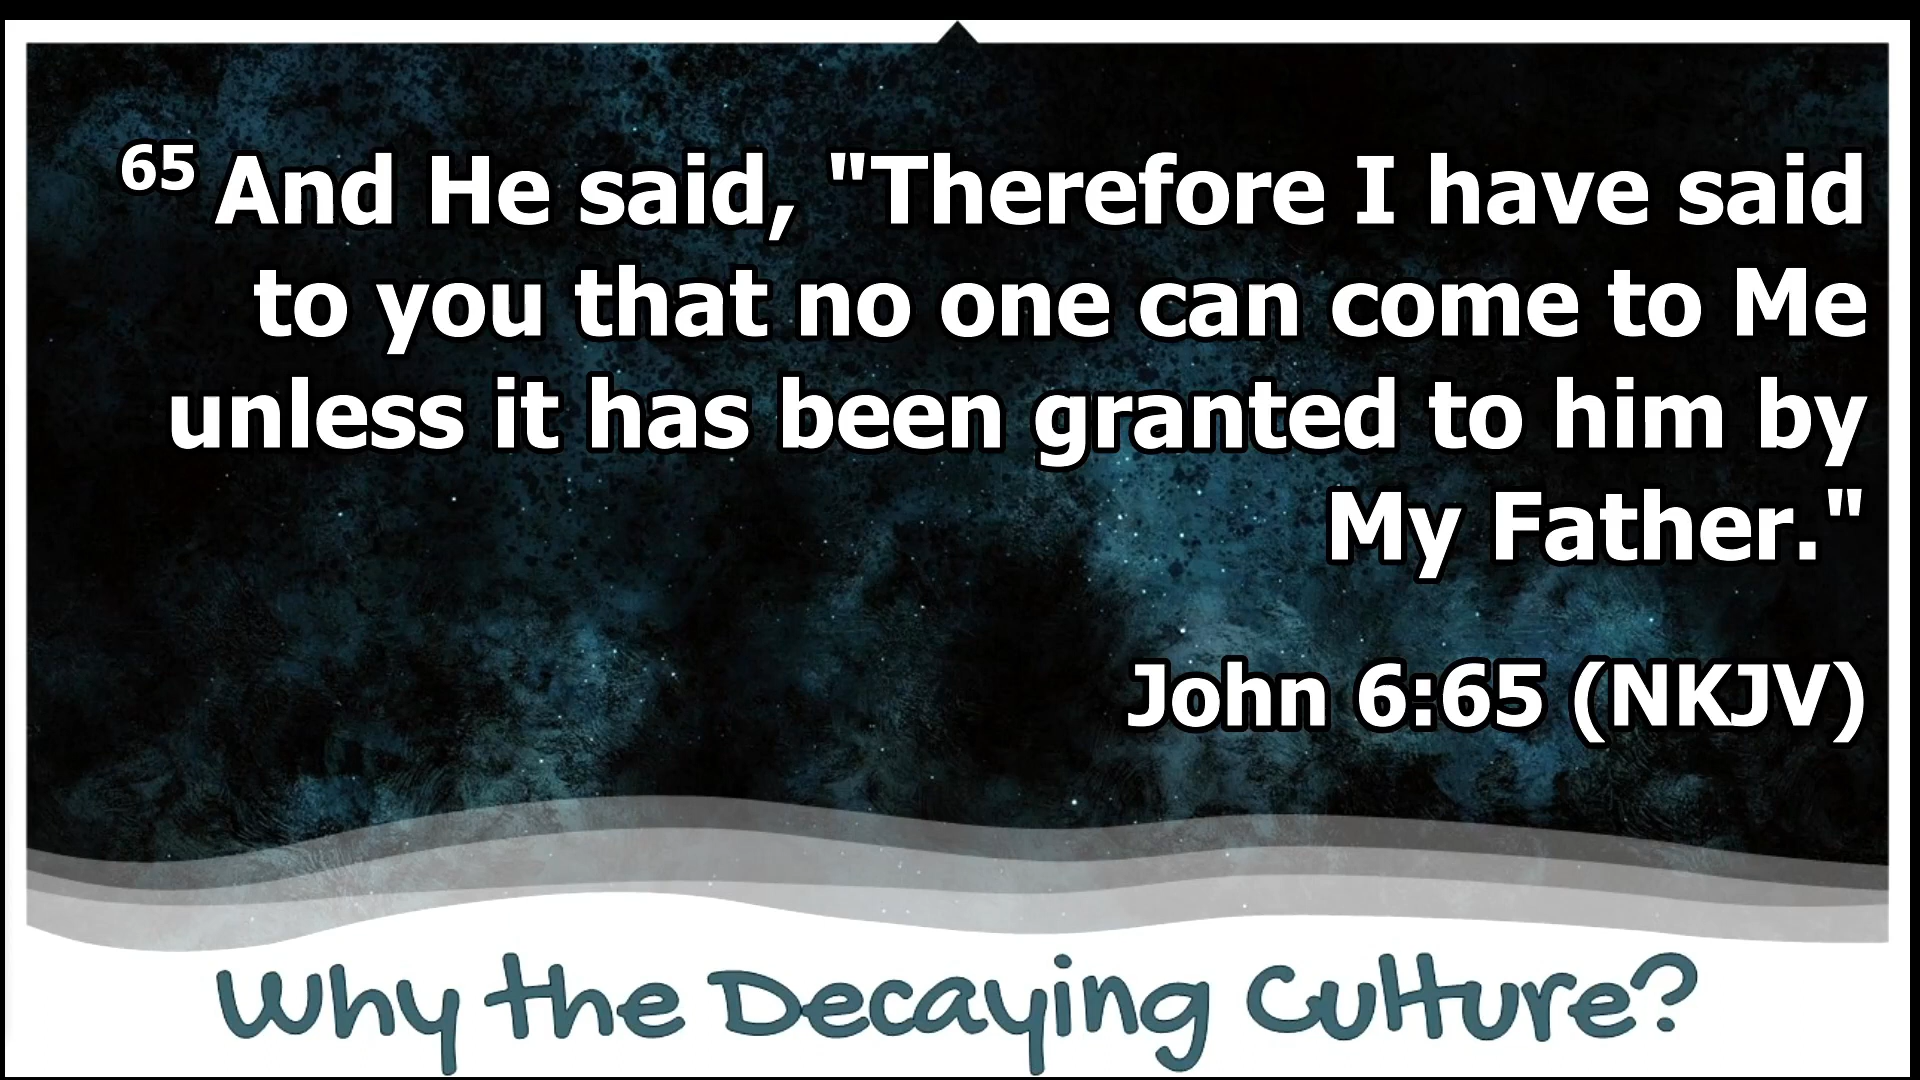 65 And He said, "Therefore I have said
to you that no one can come to Me
unless it has been granted to him by
My Father."
John 6:65 (NKJV)
Why the Decaying Culture?